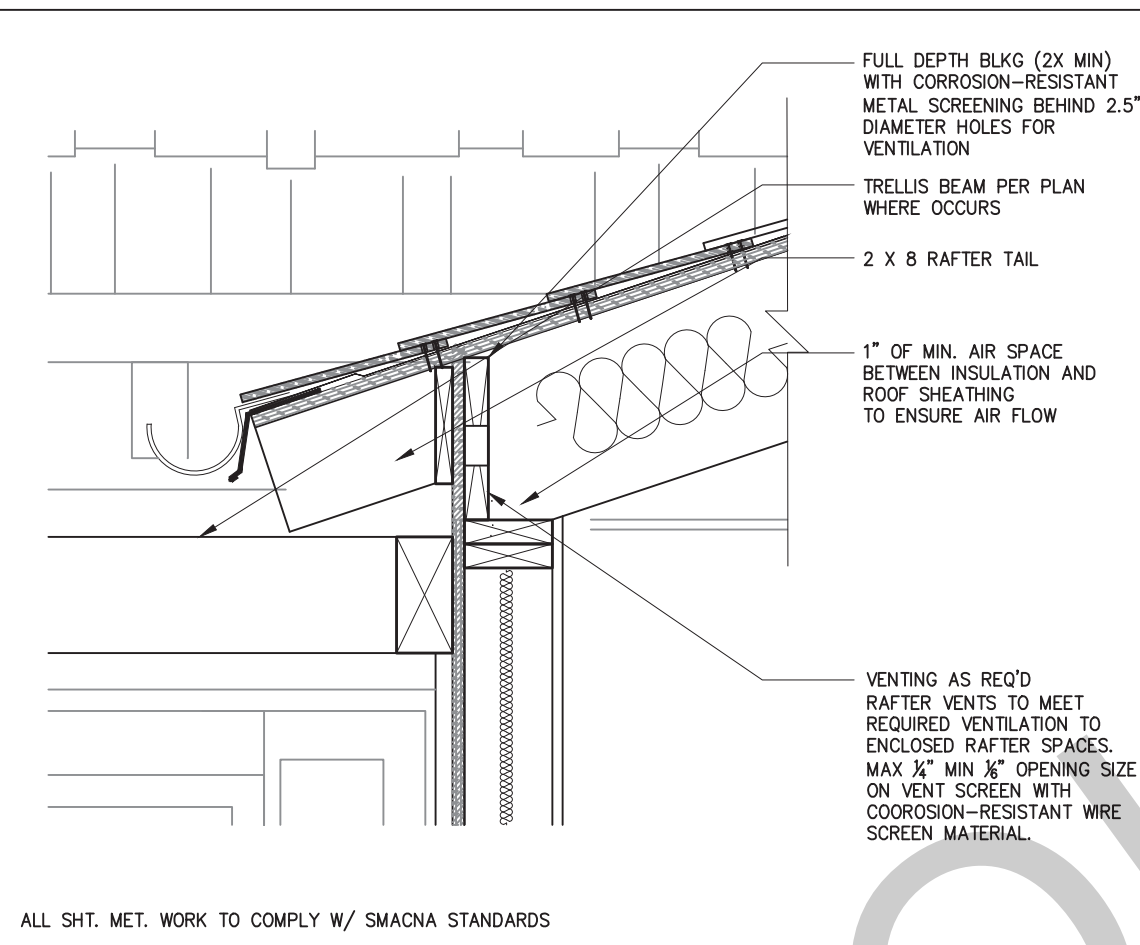 FULL DEPTH BLKG (2X MIN)
WITH CORROSION-RESISTANT
METAL SCREENING BEHIND 2.5"
DIAMETER HOLES FOR
VENTILATION
TRELLIS BEAM PER PLAN
WHERE OCCURS
2 X 8 RAFTER TAIL
1" OF MIN. AIR SPACE
BETWEEN INSULATION AND
ROOF SHEATHING
TO ENSURE AIR FLOW
VENTING AS REQ'D
RAFTER VENTS TO MEET
REQUIRED VENTILATION TO
ENCLOSED RAFTER SPACES.
MAX ¼" MIN ⅙" OPENING SIZE
ON VENT SCREEN WITH
COOROSION-RESISTANT WIRE
SCREEN MATERIAL.
ALL SHT. MET. WORK TO COMPLY W/ SMACNA STANDARDS